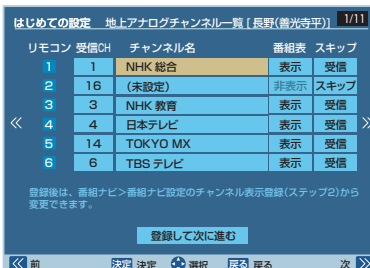 はじめての設定 地上アナログチャンネル一覧 [ 長野(善光寺平)] 1/11
リモコン 受信CH チャンネル名 番組表 スキップ
1 1 NHK 総合 表示 受信
2 16 (未設定) 非表示 スキップ
3 3 NHK 教育 表示 受信
4 4 日本テレビ 表示 受信
5 14 TOKYO MX 表示 受信
6 6 TBS テレビ 表示 受信
登録後は、番組ナビ>番組ナビ設定のチャンネル表示登録(ステップ2)から
変更できます。
登録して次に進む
前 決定 決定 選択 戻る 戻る 次